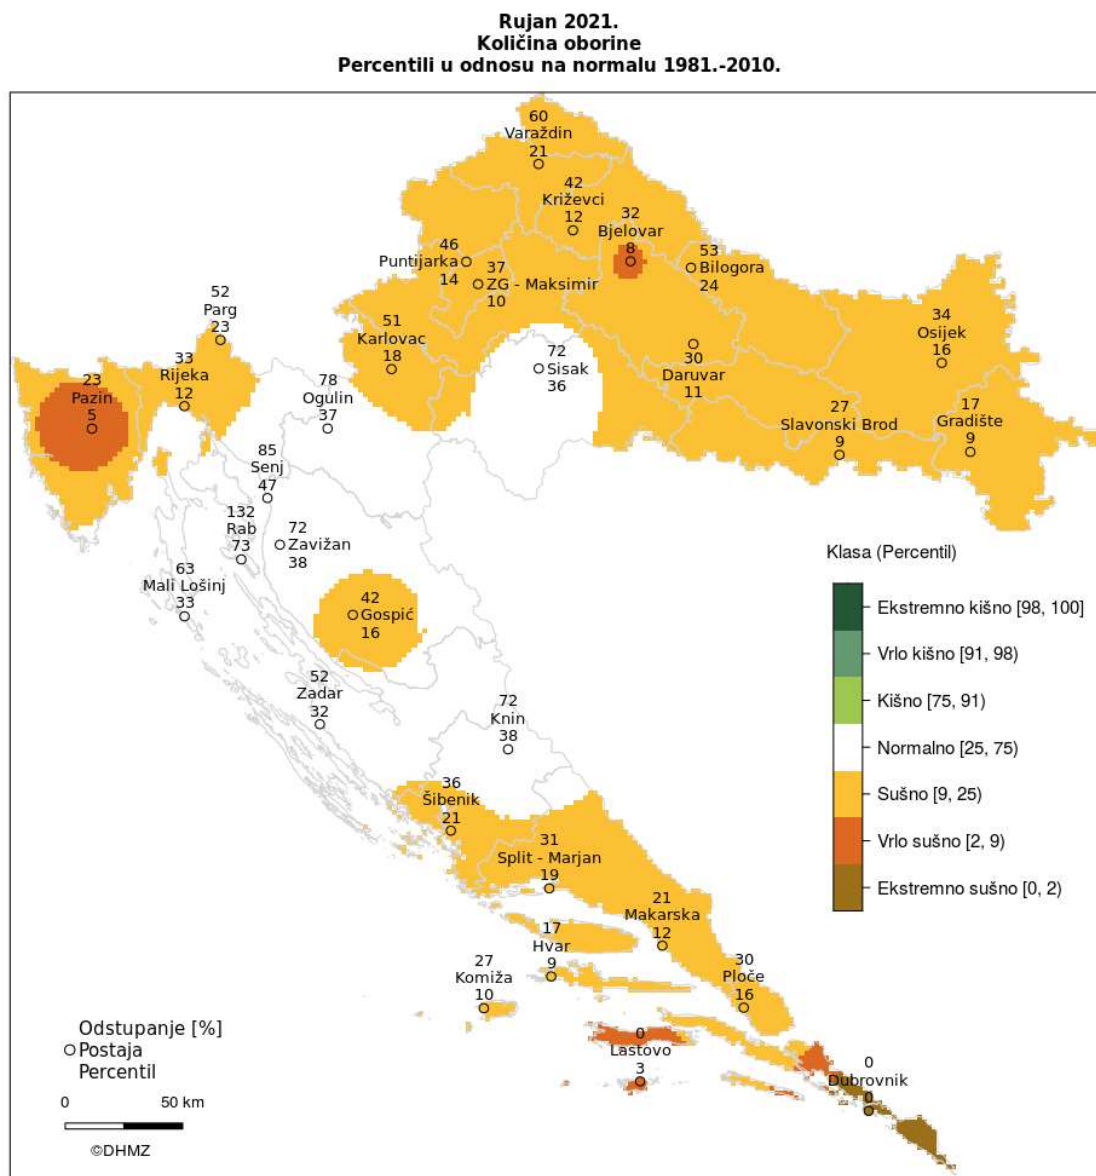 Rujan 2021.
Količina oborine
Percentili u odnosu na normalu 1981.-2010.
60
Varaždin
21
42
Križevci
12
32
Bjelovar
8
53
Bilogora
24
46
Puntijarka
14
37
ZG - Maksimir
10
52
Parg
23
51
Karlovac
18
72
Sisak
36
34
Osijek
16
33
Rijeka
12
30
Daruvar
11
23
Pazin
5
78
Ogulin
37
27
Slavonski Brod
9
17
Gradište
9
85
Senj
47
132
Rab
73
72
Zavižan
38
63
Mali Lošinj
33
42
Gospić
16
52
Zadar
32
72
Knin
38
36
Šibenik
21
31
Split - Marjan
19
21
Makarska
12
17
Hvar
9
27
Komiža
10
30
Ploče
16
0
Lastovo
3
0
Dubrovnik
0
Klasa (Percentil)
Ekstremno kišno [98, 100]
Vrlo kišno [91, 98)
Kišno [75, 91)
Normalno [25, 75)
Sušno [9, 25)
Vrlo sušno [2, 9)
Ekstremno sušno [0, 2)
Odstupanje [%]
Postaja
Percentil
0 50 km
©DHMZ